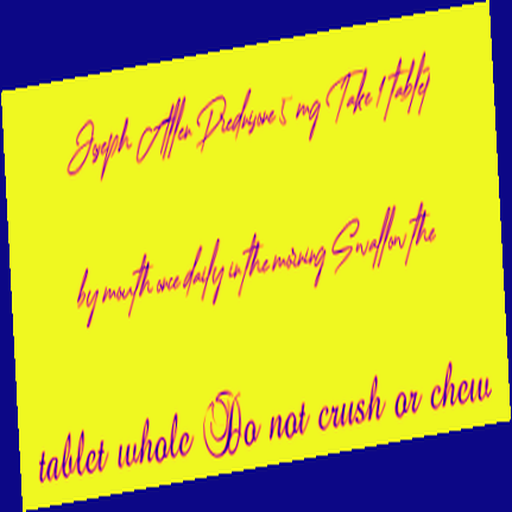 Joseph Allen Prednisone 5 mg Take 1 tablet
by mouth once daily in the morning Swallow the
tablet whole Do not crush or chew